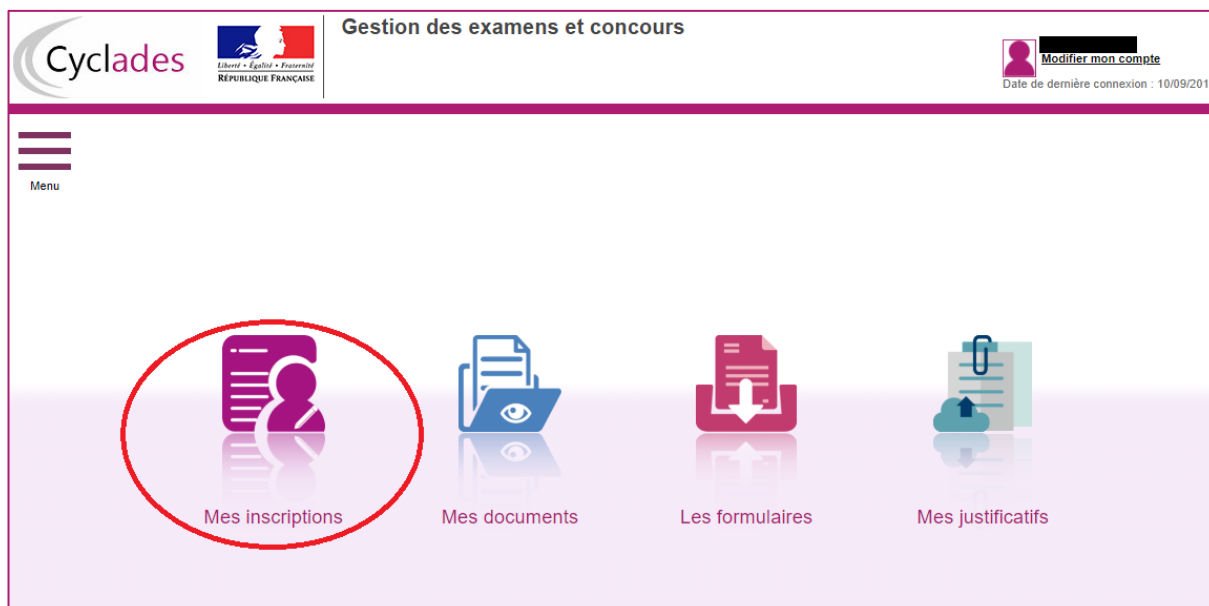 Cyclades
Liberté • Égalité • Fraternité
RÉPUBLIQUE FRANÇAISE
Gestion des examens et concours
Modifier mon compte
Date de dernière connexion : 10/09/201
Menu
Mes inscriptions
Mes documents
Les formulaires
Mes justificatifs